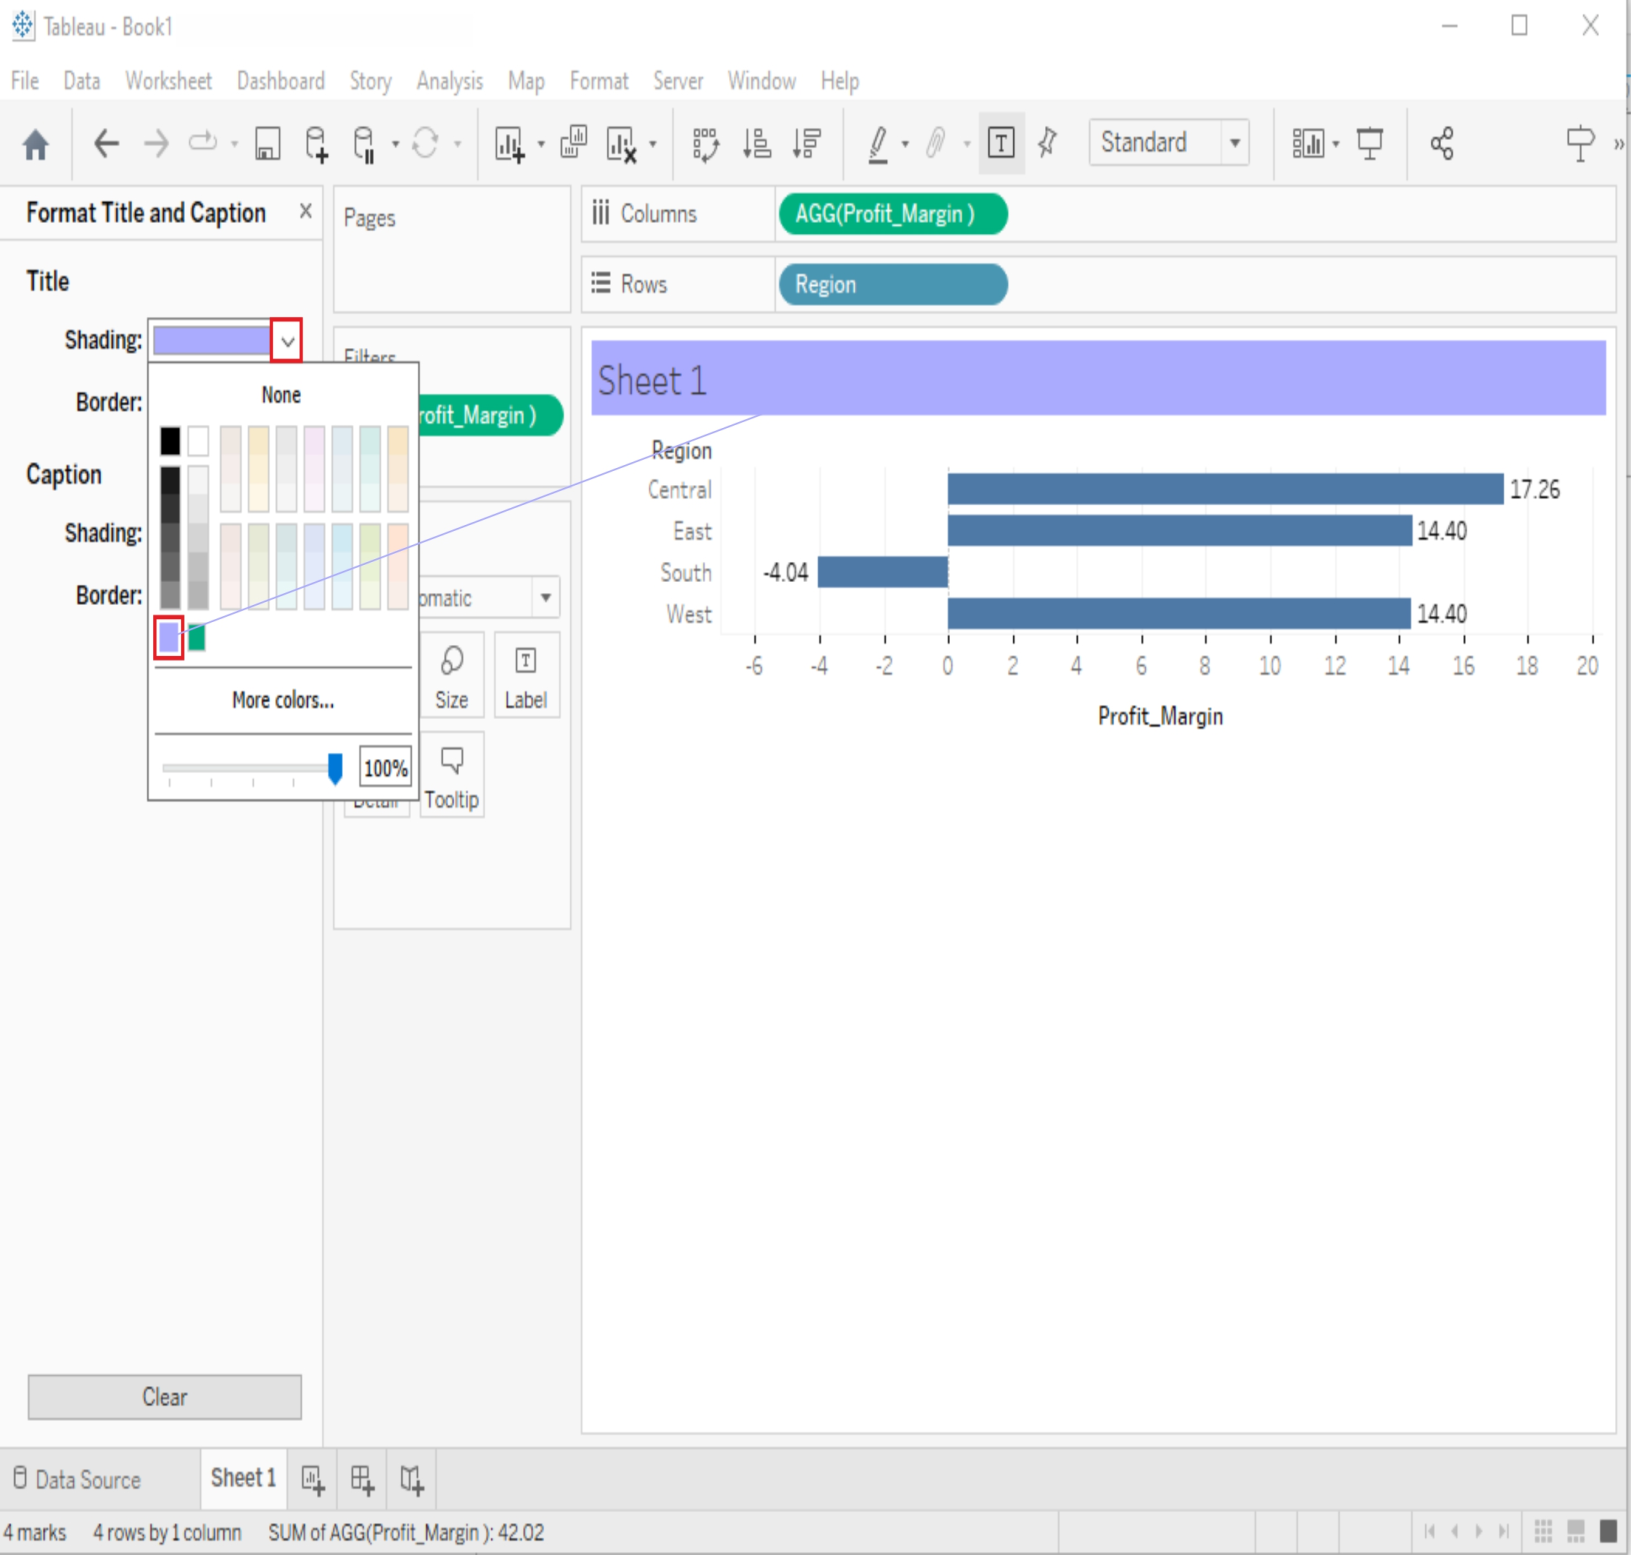 Tableau - Book1
File Data Worksheet Dashboard Story Analysis Map Format Server Window Help
Standard
Format Title and Caption
Title
Shading:
Border:
Caption
Shading:
Border:
None
More colors...
100%
Clear
Pages
Filters
rofit_Margin )
omatic
Size
Label
Detail
Tooltip
Columns
AGG(Profit_Margin )
Rows
Region
Sheet 1
Region
Central 17.26
East 14.40
South -4.04
West 14.40
-6 -4 -2 0 2 4 6 8 10 12 14 16 18 20
Profit_Margin
Data Source Sheet 1
4 marks 4 rows by 1 column SUM of AGG(Profit_Margin ): 42.02